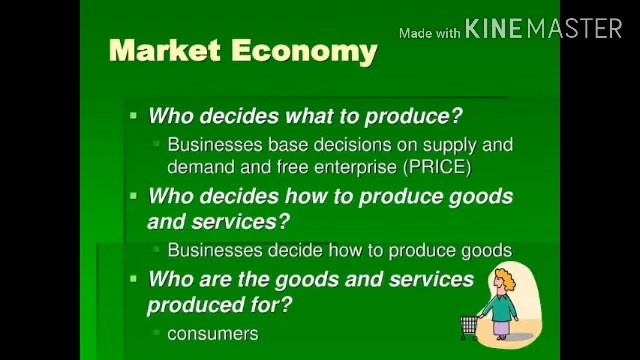 Made with KINEMASTER
Market Economy
Who decides what to produce?
Businesses base decisions on supply and
demand and free enterprise (PRICE)
Who decides how to produce goods
and services?
Businesses decide how to produce goods
Who are the goods and services
produced for?
consumers